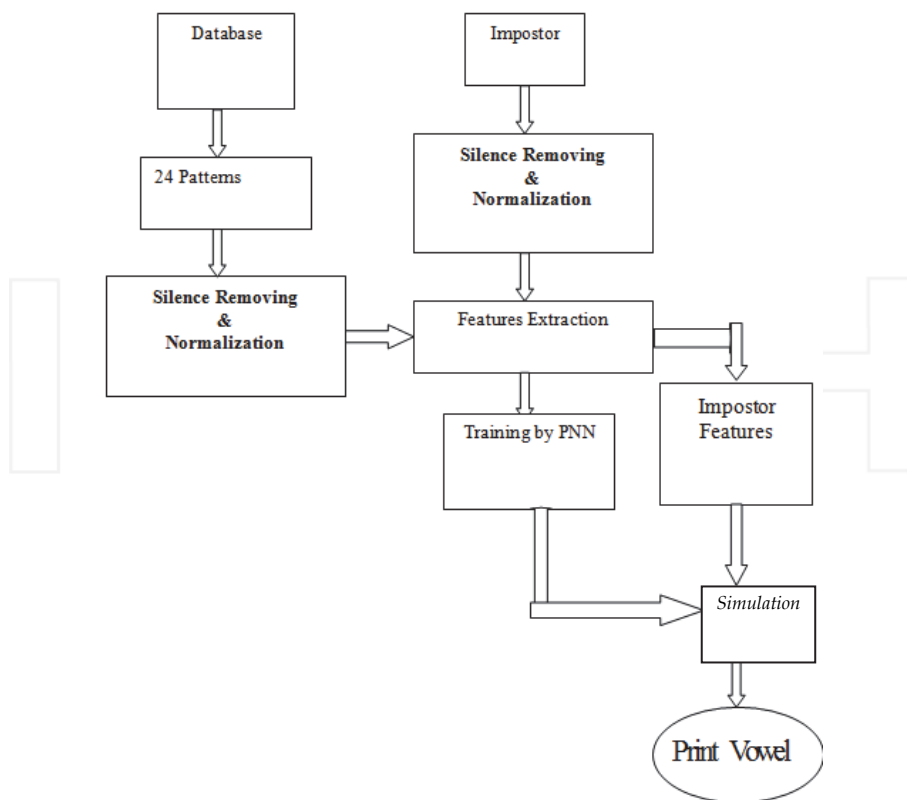 Database
Impostor
24 Patterns
Silence Removing
&
Normalization
Silence Removing
&
Normalization
Features Extraction
Training by PNN
Impostor
Features
Simulation
Print Vowel